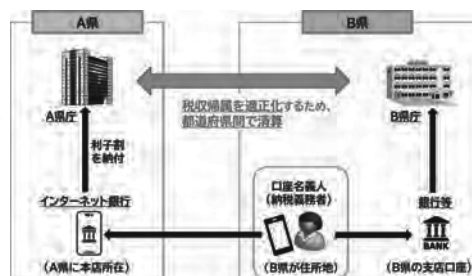 A県
B県
A県庁
B県庁
税収帰属を適正化するため、
都道府県間で清算
利子割
を納付
インターネット銀行
口座名義人
(納税義務者)
銀行等
BANK
(A県に本店所在)
(B県が住所地)
(B県の支店口座)